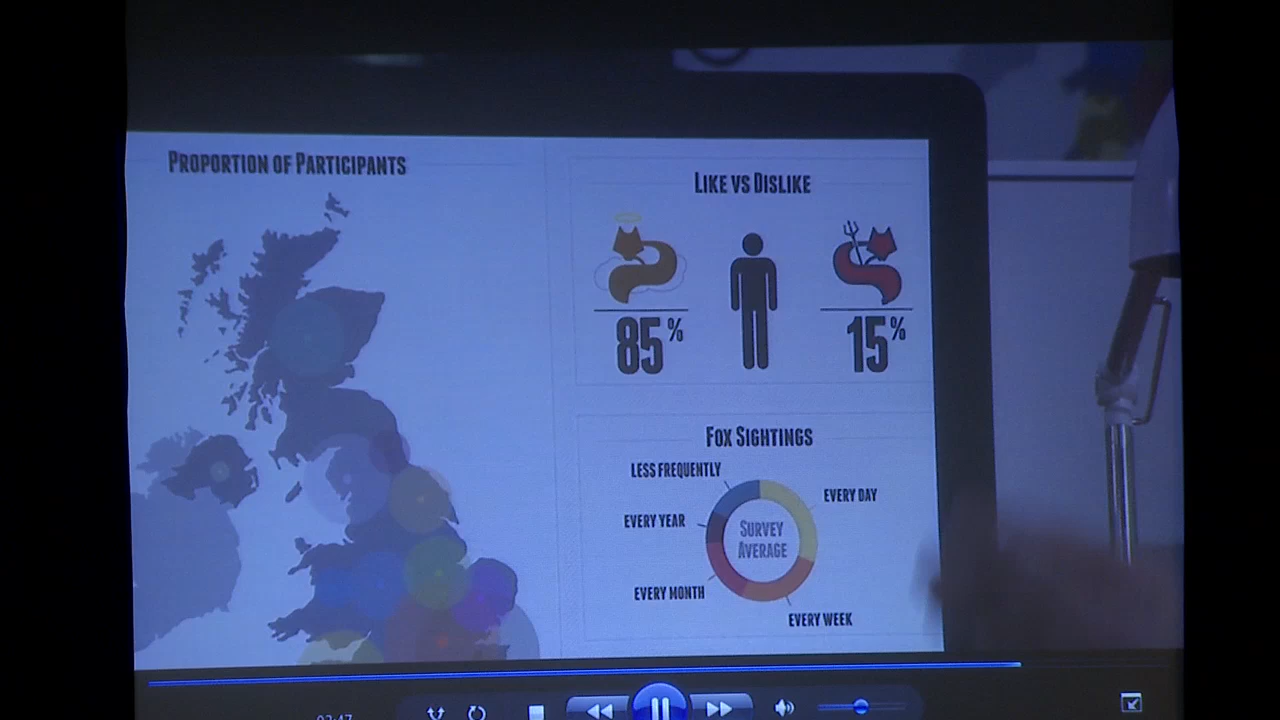 PROPORTION OF PARTICIPANTS
LIKE VS DISLIKE
85%
15%
FOX SIGHTINGS
LESS FREQUENTLY
EVERY DAY
EVERY YEAR
SURVEY
AVERAGE
EVERY MONTH
EVERY WEEK